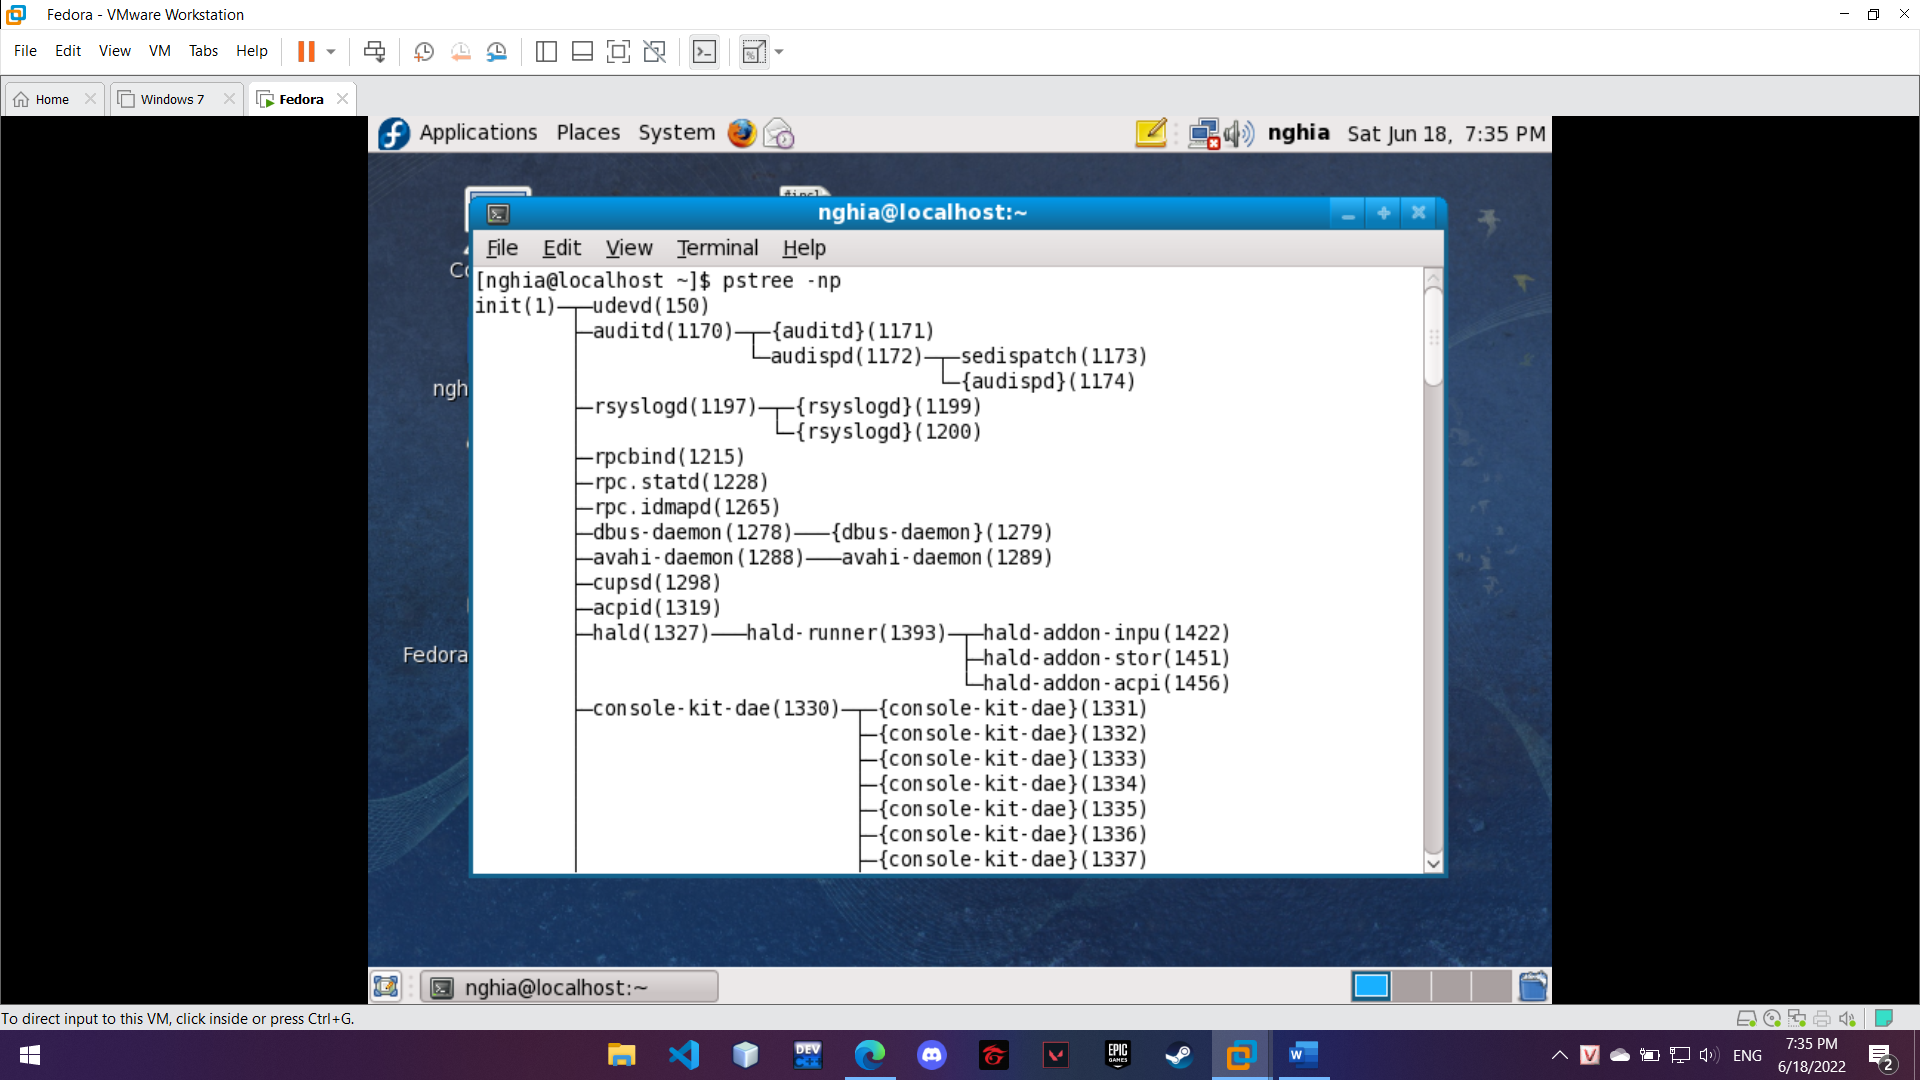 Fedora - VMware Workstation
File Edit View VM Tabs Help
Home Windows 7 Fedora
Applications Places System nghia Sat Jun 18, 7:35 PM
nghia@localhost:~
File Edit View Terminal Help
[nghia@localhost ~]$ pstree -np
init(1)─┬─udevd(150)
├─auditd(1170)─┬─{auditd}(1171)
└─audispd(1172)─┬─sedispatch(1173)
└─{audispd}(1174)
├─rsyslogd(1197)─┬─{rsyslogd}(1199)
└─{rsyslogd}(1200)
├─rpcbind(1215)
├─rpc.statd(1228)
├─rpc.idmapd(1265)
├─dbus-daemon(1278)───{dbus-daemon}(1279)
├─avahi-daemon(1288)───avahi-daemon(1289)
├─cupsd(1298)
├─acpid(1319)
├─hald(1327)───hald-runner(1393)─┬─hald-addon-inpu(1422)
├─hald-addon-stor(1451)
└─hald-addon-acpi(1456)
├─console-kit-dae(1330)─┬─{console-kit-dae}(1331)
├─{console-kit-dae}(1332)
├─{console-kit-dae}(1333)
├─{console-kit-dae}(1334)
├─{console-kit-dae}(1335)
├─{console-kit-dae}(1336)
├─{console-kit-dae}(1337)
ngh
Fedora
nghia@localhost:~
To direct input to this VM, click inside or press Ctrl+G.
DEV C++
EPIC GAMES
ENG
7:35 PM
6/18/2022
2